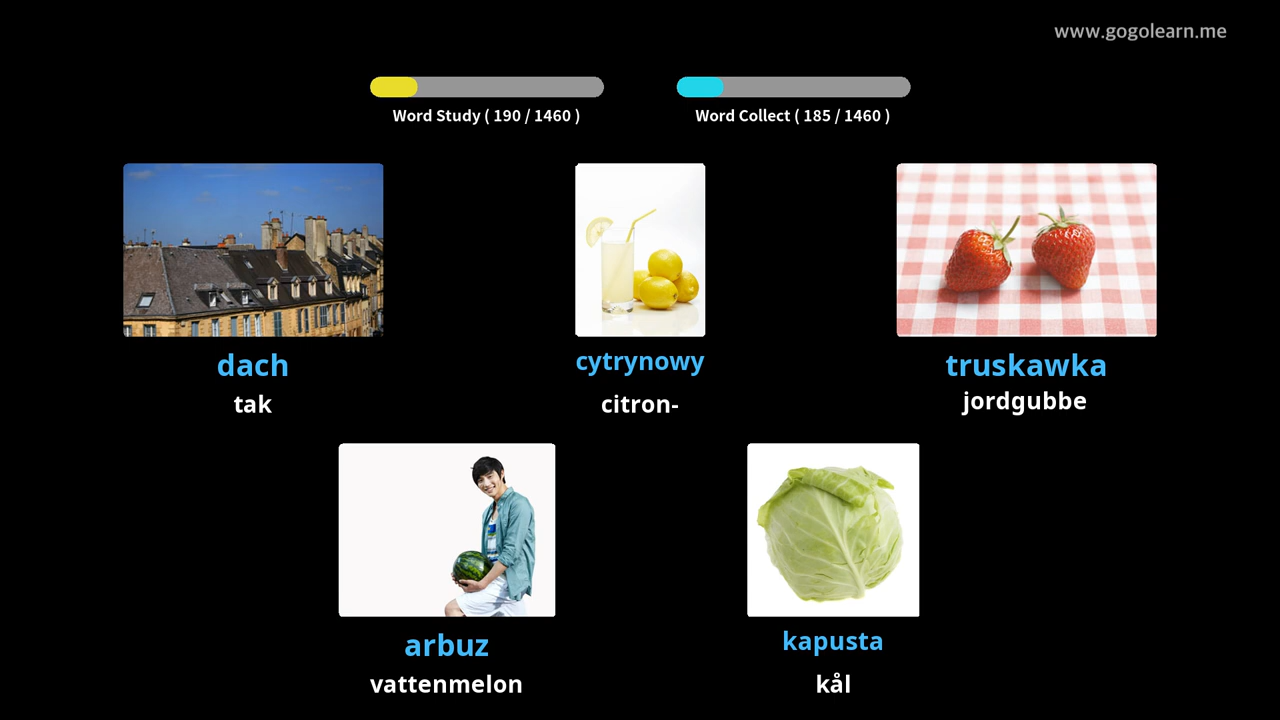 www.gogolearn.me
Word Study ( 190 / 1460 )
Word Collect ( 185 / 1460 )
dach
tak
cytrynowy
citron-
truskawka
jordgubbe
arbuz
vattenmelon
kapusta
kål